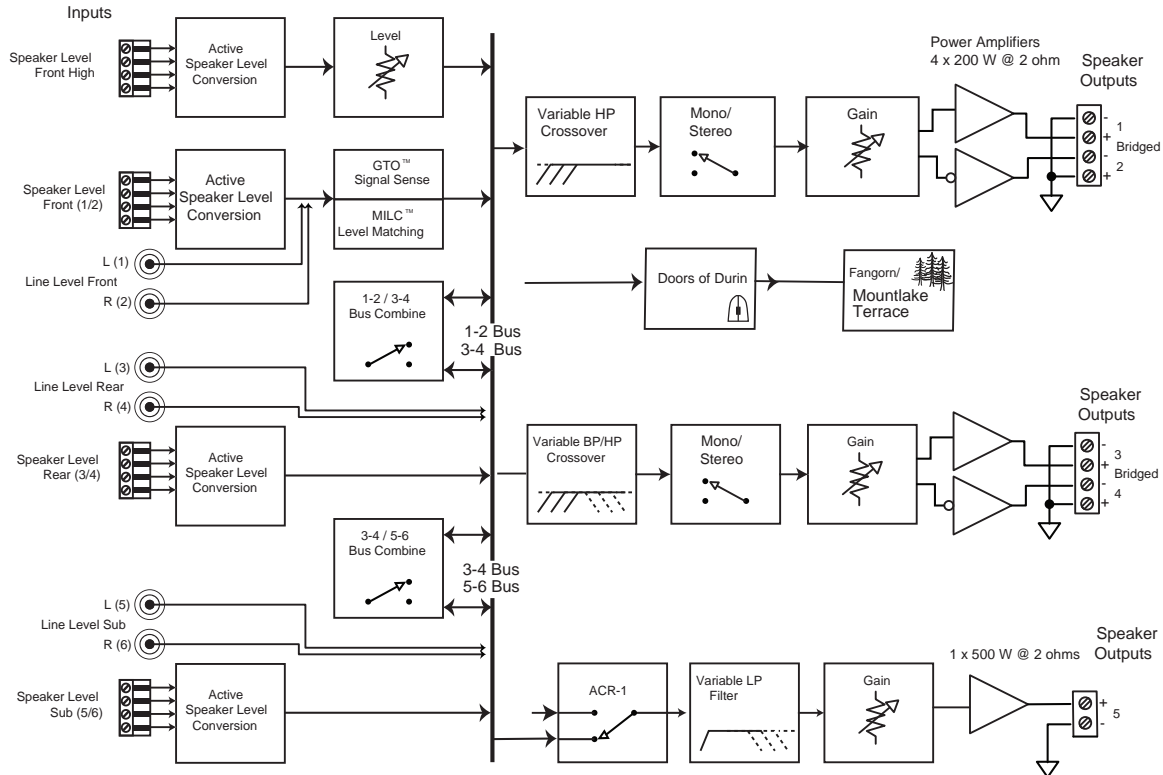 Inputs
Speaker Level
Front High
Active
Speaker Level
Conversion
Level
Speaker Level
Front (1/2)
Active
Speaker Level
Conversion
GTO™
Signal Sense
MILC™
Level Matching
L (1)
Line Level Front
R (2)
1-2 / 3-4
Bus Combine
1-2 Bus
3-4 Bus
L (3)
Line Level Rear
R (4)
Speaker Level
Rear (3/4)
Active
Speaker Level
Conversion
3-4 / 5-6
Bus Combine
3-4 Bus
5-6 Bus
L (5)
Line Level Sub
R (6)
Speaker Level
Sub (5/6)
Active
Speaker Level
Conversion
Variable HP
Crossover
Mono/
Stereo
Gain
Power Amplifiers
4 x 200 W @ 2 ohm
Speaker
Outputs
-
1
+
Bridged
-
2
+
Doors of Durin
Fangorn/
Mountlake
Terrace
Variable BP/HP
Crossover
Mono/
Stereo
Gain
Speaker
Outputs
-
3
+
Bridged
-
4
+
ACR-1
Variable LP
Filter
Gain
1 x 500 W @ 2 ohms
Speaker
Outputs
+
5
-